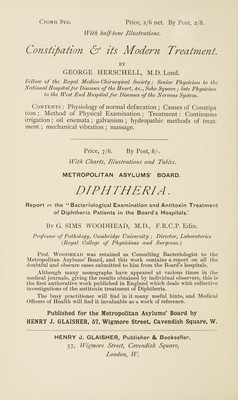 Crown 8vo. Price, 2/6 net. By Post, 2/8.
With half-tone Illustrations.
Constipation & its Modern Treatment.
BY
GEORGE HERSCHELL, M.D. Lond.
Fellow of the Royal Medico-Chirurgical Society; Senior Physician to the
National Hospital for Diseases of the Heart, &c., Soho Square; late Physician
to the West End Hospital for Diseases of the Nervous System.
CONTENTS: Physiology of normal defæcation; Causes of Constipa
tion; Method of Physical Examination; Treatment: Continuous
irrigation; oil enemata; galvanism; hydropathic methods of treat
ment; mechanical vibration; massage.
Price, 7/6. By Post, 8/-.
With Charts, Illustrations and Tables.
METROPOLITAN ASYLUMS' BOARD.
DIPHTHERIA.
Report re the "Bacteriological Examination and Antitoxin Treatment
of Diphtheria Patients in the Board's Hospitals."
By G. SIMS WOODHEAD, M.D., F.R.C.P. Edin.
Professor of Pathology, Cambridge University; Director, Laboratories
(Royal College of Physicians and Surgeons).
Prof. WOODHEAD was retained as Consulting Bacteriologist to the
Metropolitan Asylums' Board, and this work contains a report on all the
doubtful and obscure cases submitted to him from the Board's hospitals.
Although many monographs have appeared at various times in the
medical journals, giving the results obtained by individual observers, this is
the first authorative work published in England which deals with collective
investigations of the antitoxin treatment of Diphtheria.
The busy practitioner will find in it many useful hints, and Medical
Officers of Health will find it invaluable as a work of reference.
Published for the Metropolitan Asylums' Board by
HENRY J. GLAISHER, 57, Wigmore Street, Cavendish Square, W.
HENRY J. GLAISHER, Publisher & Bookseller,
57, Wigmore Street, Cavendish Square,
London, W.